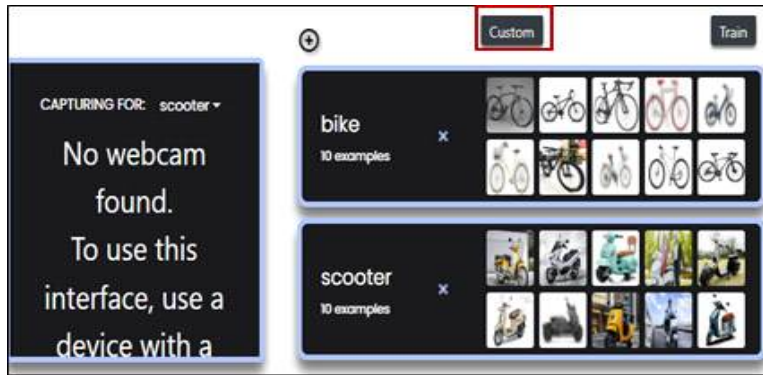 Custom
Train
CAPTURING FOR: scooter
No webcam
found.
To use this
interface, use a
device with a
bike
10 examples
x
scooter
10 examples
x